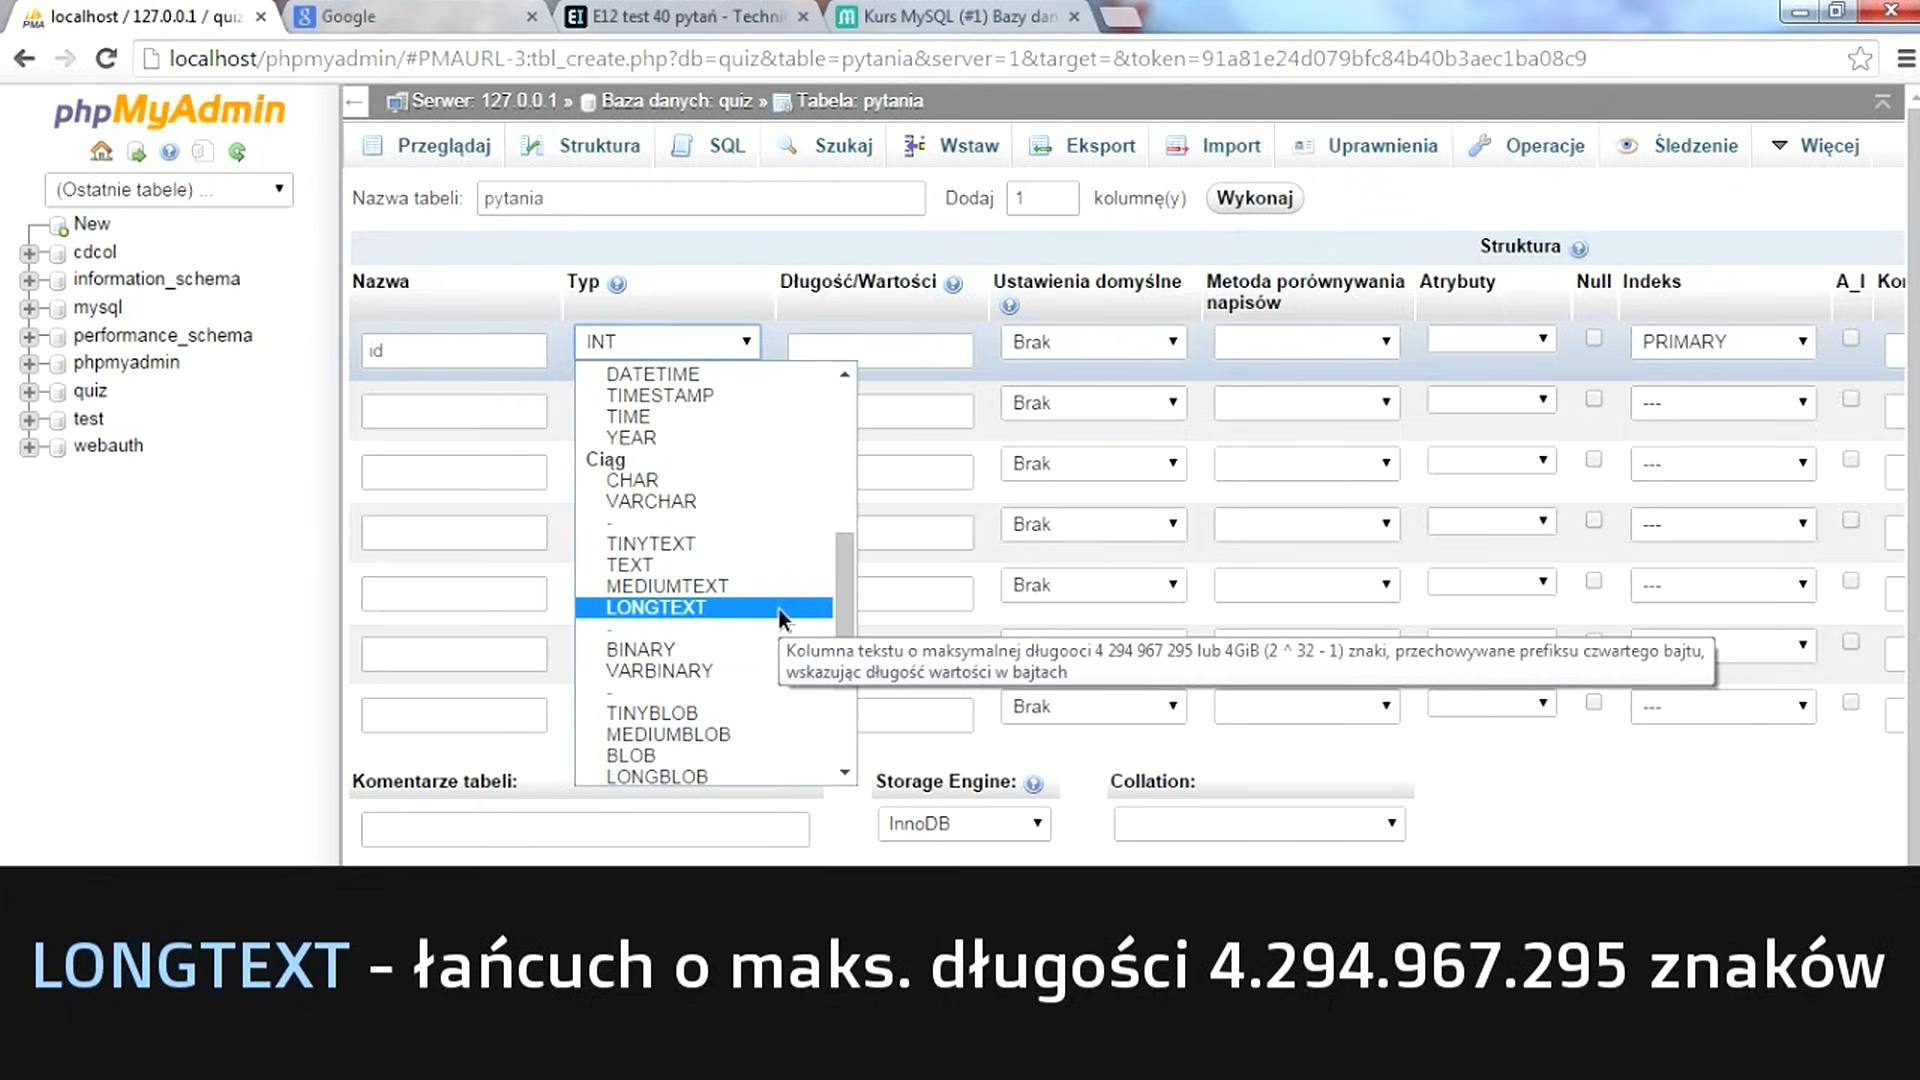 localhost / 127.0.0.1 / quiz
Google
E12 test 40 pytań - Techni
Kurs MySQL (#1) Bazy dan
localhost/phpmyadmin/#PMAURL-3:tbl_create.php?db=quiz&table=pytania&server=1&target=&token=91a81e24d079bfc84b40b3aec1ba08c9
phpMyAdmin
(Ostatnie tabele) ...
New
cdcol
information_schema
mysql
performance_schema
phpmyadmin
quiz
test
webauth
Serwer: 127.0.0.1 » Baza danych: quiz » Tabela: pytania
Przeglądaj Struktura SQL Szukaj Wstaw Eksport Import Uprawnienia Operacje Śledzenie Więcej
Nazwa tabeli: pytania Dodaj 1 kolumnę(y) Wykonaj
Struktura
Nazwa Typ Długość/Wartości Ustawienia domyślne Metoda porównywania napisów Atrybuty Null Indeks A_I Kor
id INT Brak PRIMARY
Brak ---
Brak ---
Brak ---
Brak ---
---
Brak ---
DATETIME
TIMESTAMP
TIME
YEAR
Ciąg
CHAR
VARCHAR
-
TINYTEXT
TEXT
MEDIUMTEXT
LONGTEXT
-
BINARY
VARBINARY
-
TINYBLOB
MEDIUMBLOB
BLOB
LONGBLOB
Kolumna tekstu o maksymalnej długooci 4 294 967 295 lub 4GiB (2 ^ 32 - 1) znaki, przechowywane prefiksu czwartego bajtu,
wskazując długość wartości w bajtach
Komentarze tabeli: Storage Engine: Collation:
InnoDB
LONGTEXT - łańcuch o maks. długości 4.294.967.295 znaków